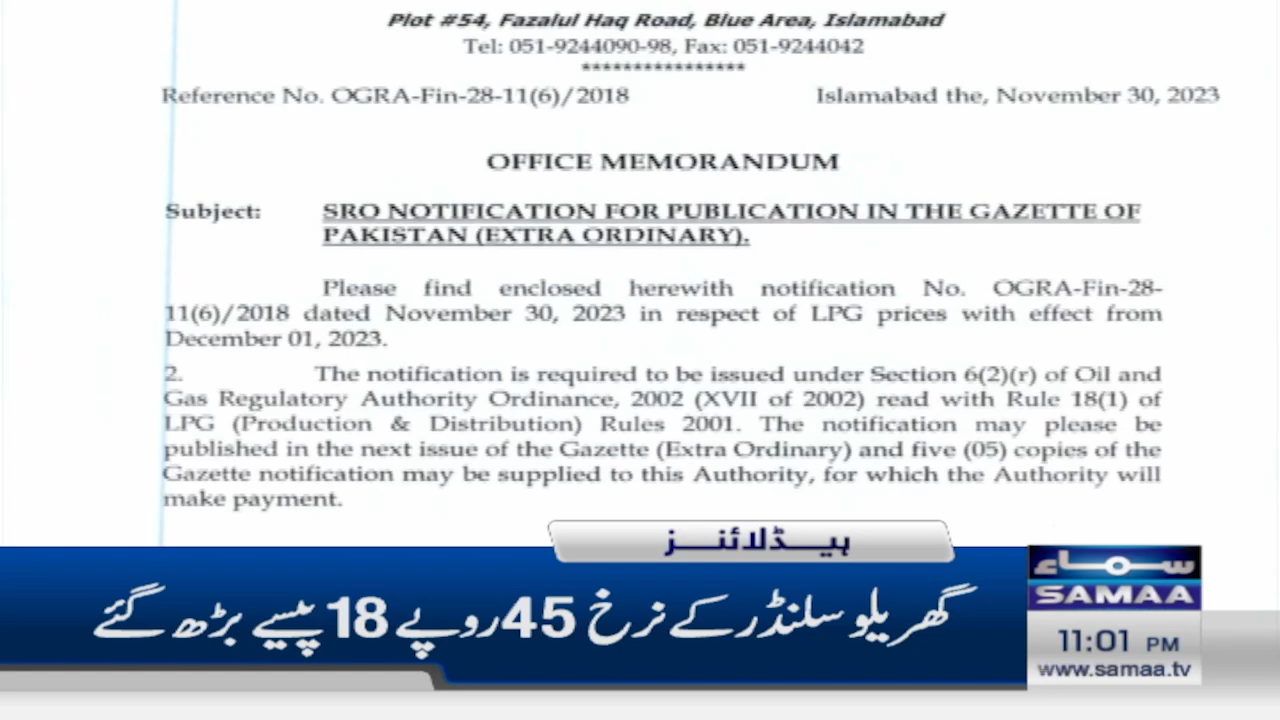 Plot #54, Fazalul Haq Road, Blue Area, Islamabad
Tel: 051-9244090-98, Fax: 051-9244042
****************
Reference No. OGRA-Fin-28-11(6)/2018 Islamabad the, November 30, 2023
OFFICE MEMORANDUM
Subject: SRO NOTIFICATION FOR PUBLICATION IN THE GAZETTE OF
PAKISTAN (EXTRA ORDINARY).
Please find enclosed herewith notification No. OGRA-Fin-28-
11(6)/2018 dated November 30, 2023 in respect of LPG prices with effect from
December 01, 2023.
2. The notification is required to be issued under Section 6(2)(r) of Oil and
Gas Regulatory Authority Ordinance, 2002 (XVII of 2002) read with Rule 18(1) of
LPG (Production & Distribution) Rules 2001. The notification may please be
published in the next issue of the Gazette (Extra Ordinary) and five (05) copies of the
Gazette notification may be supplied to this Authority, for which the Authority will
make payment.
ہیڈلائنز
گھریلو سلنڈر کے نرخ 45 روپے 18 پیسے بڑھ گئے
سماء
SAMAA
11:01 PM
www.samaa.tv